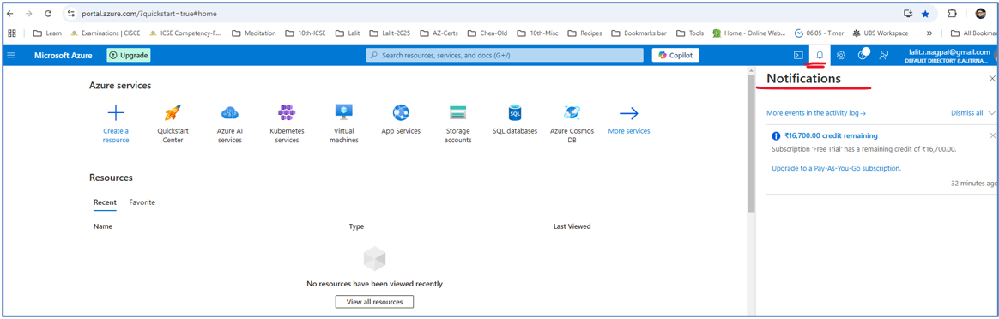 portal.azure.com/?quickstart=true#home
Learn
Examinations | CISCE
ICSE Competency-F...
Meditation
10th-ICSE
Lalit
Lalit-2025
AZ-Certs
Chea-Old
10th-Misc
Recipes
Bookmarks bar
Tools
Home - Online Web...
06:05 - Timer
UBS Workspace
»
All Bookmar
Microsoft Azure
Upgrade
Search resources, services, and docs (G+/)
Copilot
lalit.r.nagpal@gmail.com
DEFAULT DIRECTORY (LALITRNA...
Azure services
Create a
resource
Quickstart
Center
Azure AI
services
Kubernetes
services
Virtual
machines
App Services
Storage
accounts
SQL databases
Azure Cosmos
DB
More services
Resources
Recent
Favorite
Name
Type
Last Viewed
No resources have been viewed recently
View all resources
Notifications
More events in the activity log→
Dismiss all
₹16,700.00 credit remaining
Subscription 'Free Trial' has a remaining credit of ₹16,700.00.
Upgrade to a Pay-As-You-Go subscription.
32 minutes ago